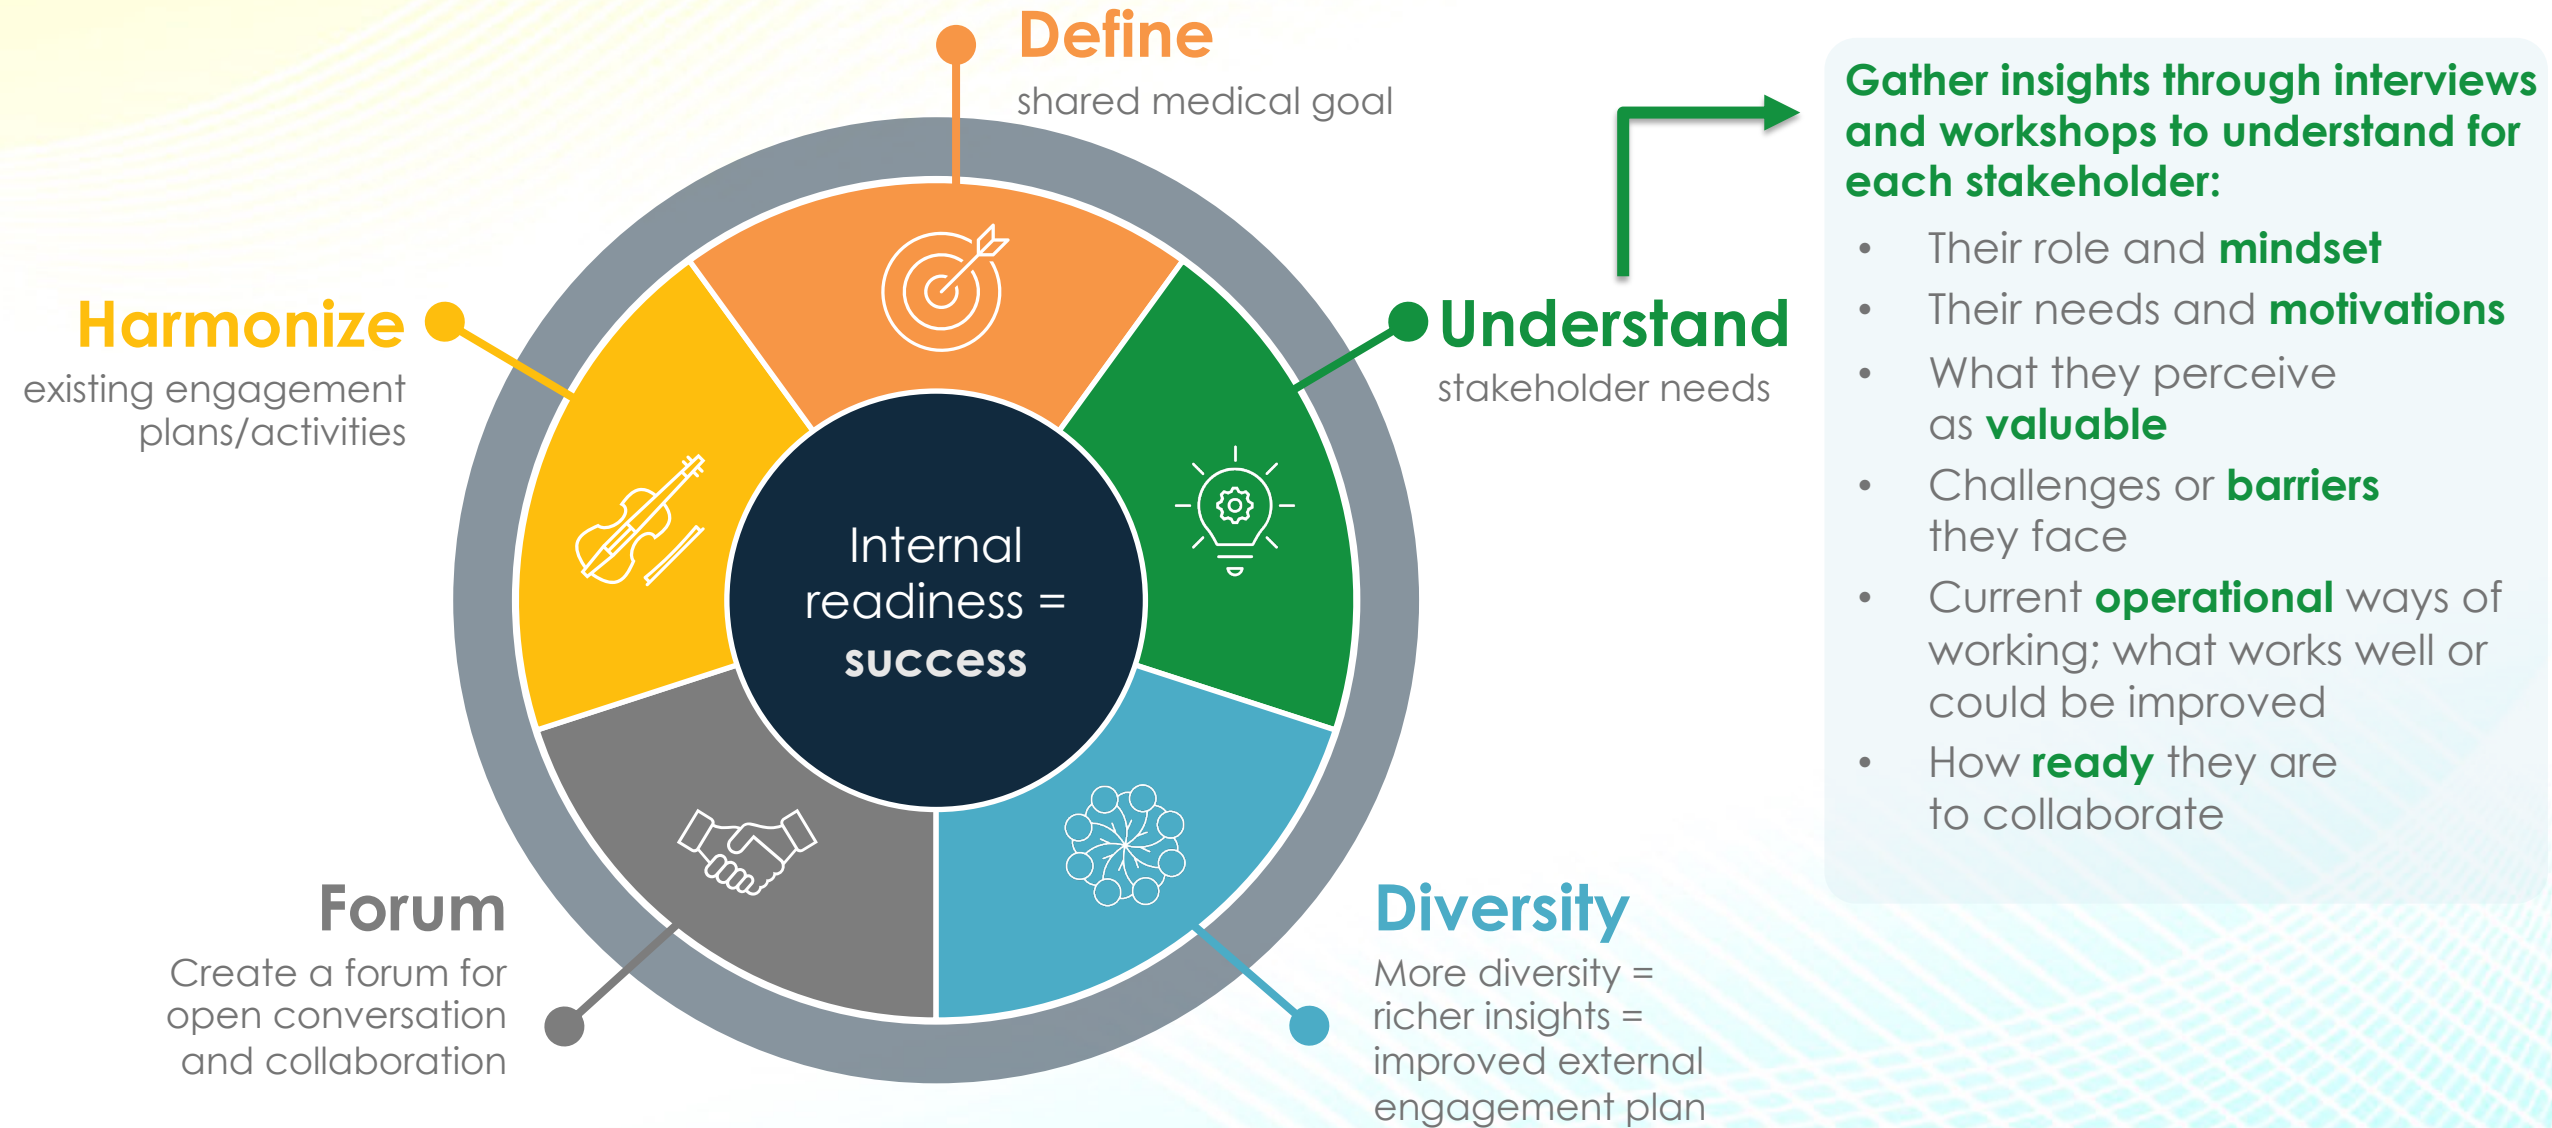 Define
shared medical goal
Understand
stakeholder needs
Gather insights through interviews
and workshops to understand for
each stakeholder:
• Their role and mindset
• Their needs and motivations
• What they perceive
as valuable
• Challenges or barriers
they face
• Current operational ways of
working; what works well or
could be improved
• How ready they are
to collaborate
Diversity
More diversity =
richer insights =
improved external
engagement plan
Forum
Create a forum for
open conversation
and collaboration
Harmonize
existing engagement
plans/activities
Internal
readiness =
success